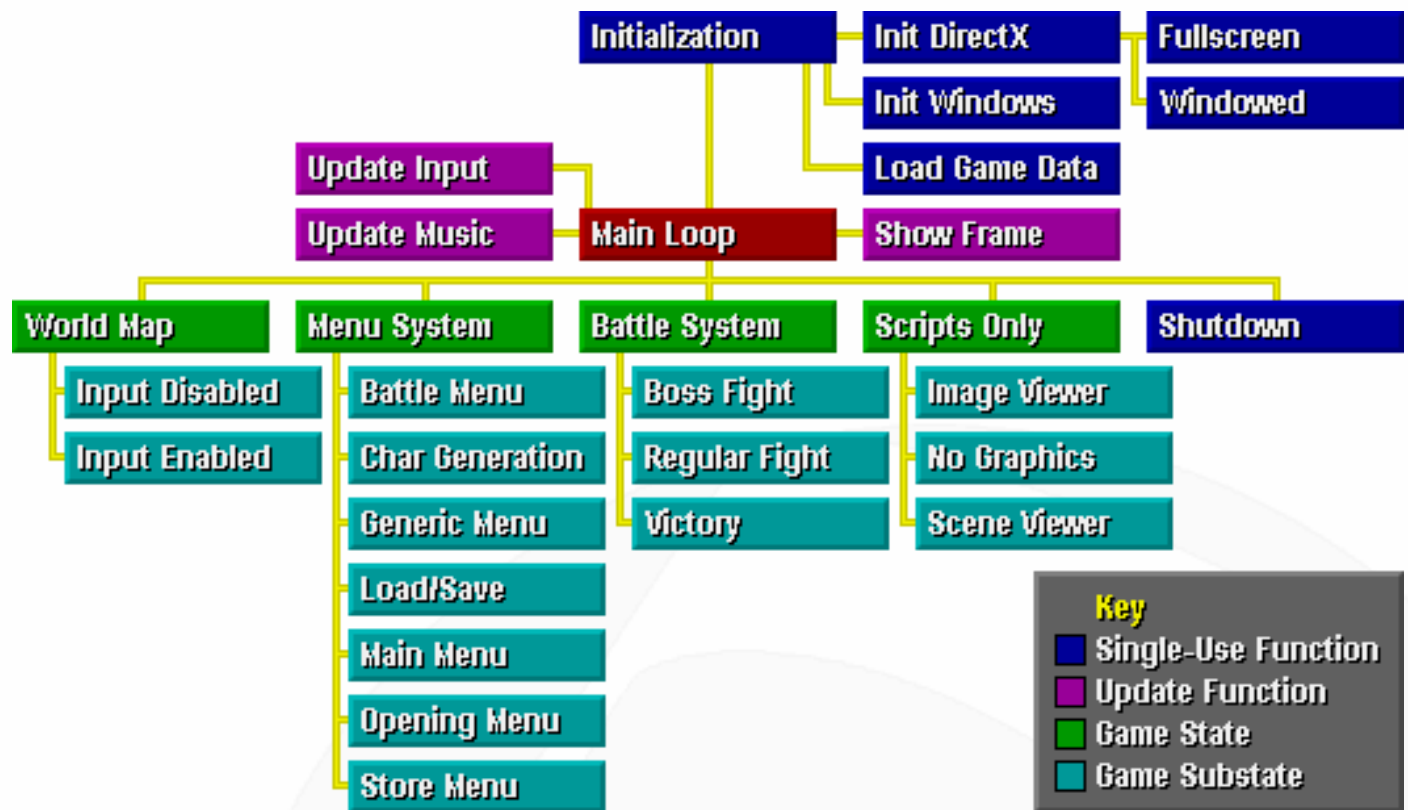 Initialization
Init DirectX
Fullscreen
Init Windows
Windowed
Update Input
Load Game Data
Update Music
Main Loop
Show Frame
World Map
Menu System
Battle System
Scripts Only
Shutdown
Input Disabled
Battle Menu
Boss Fight
Image Viewer
Input Enabled
Char Generation
Regular Fight
No Graphics
Generic Menu
Victory
Scene Viewer
Load/Save
Main Menu
Opening Menu
Store Menu
Key
Single-Use Function
Update Function
Game State
Game Substate